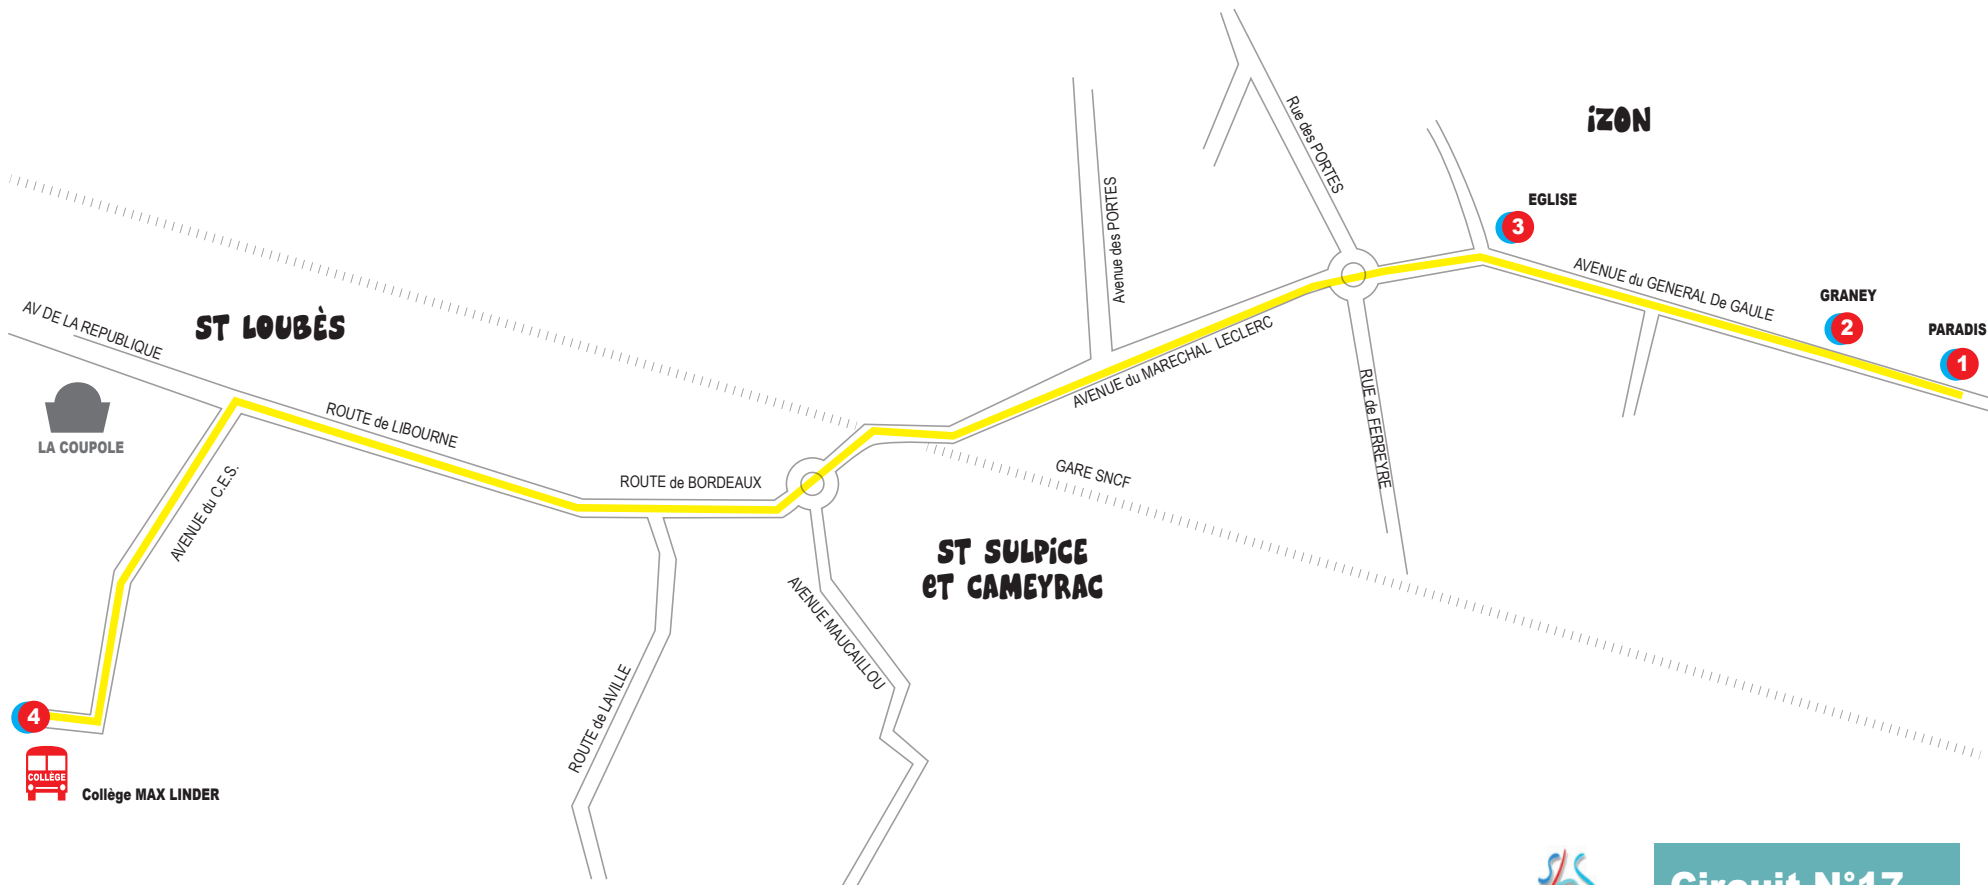 iZON
Rue des PORTES
EGLISE
3
Avenue des PORTES
AVENUE du GENERAL De GAULE
GRANEY
2
PARADIS
1
AV DE LA REPUBLIQUE
ST LOUBÈS
AVENUE du MARECHAL LECLERC
RUE de FERREYRE
LA COUPOLE
ROUTE de LIBOURNE
ROUTE de BORDEAUX
GARE SNCF
AVENUE du C.E.S.
ST SULPiCE
eT CAMEYRAC
AVENUE MAUCAILLOU
ROUTE de LAVILLE
4
COLLÈGE
Collège MAX LINDER
Circuit N°17